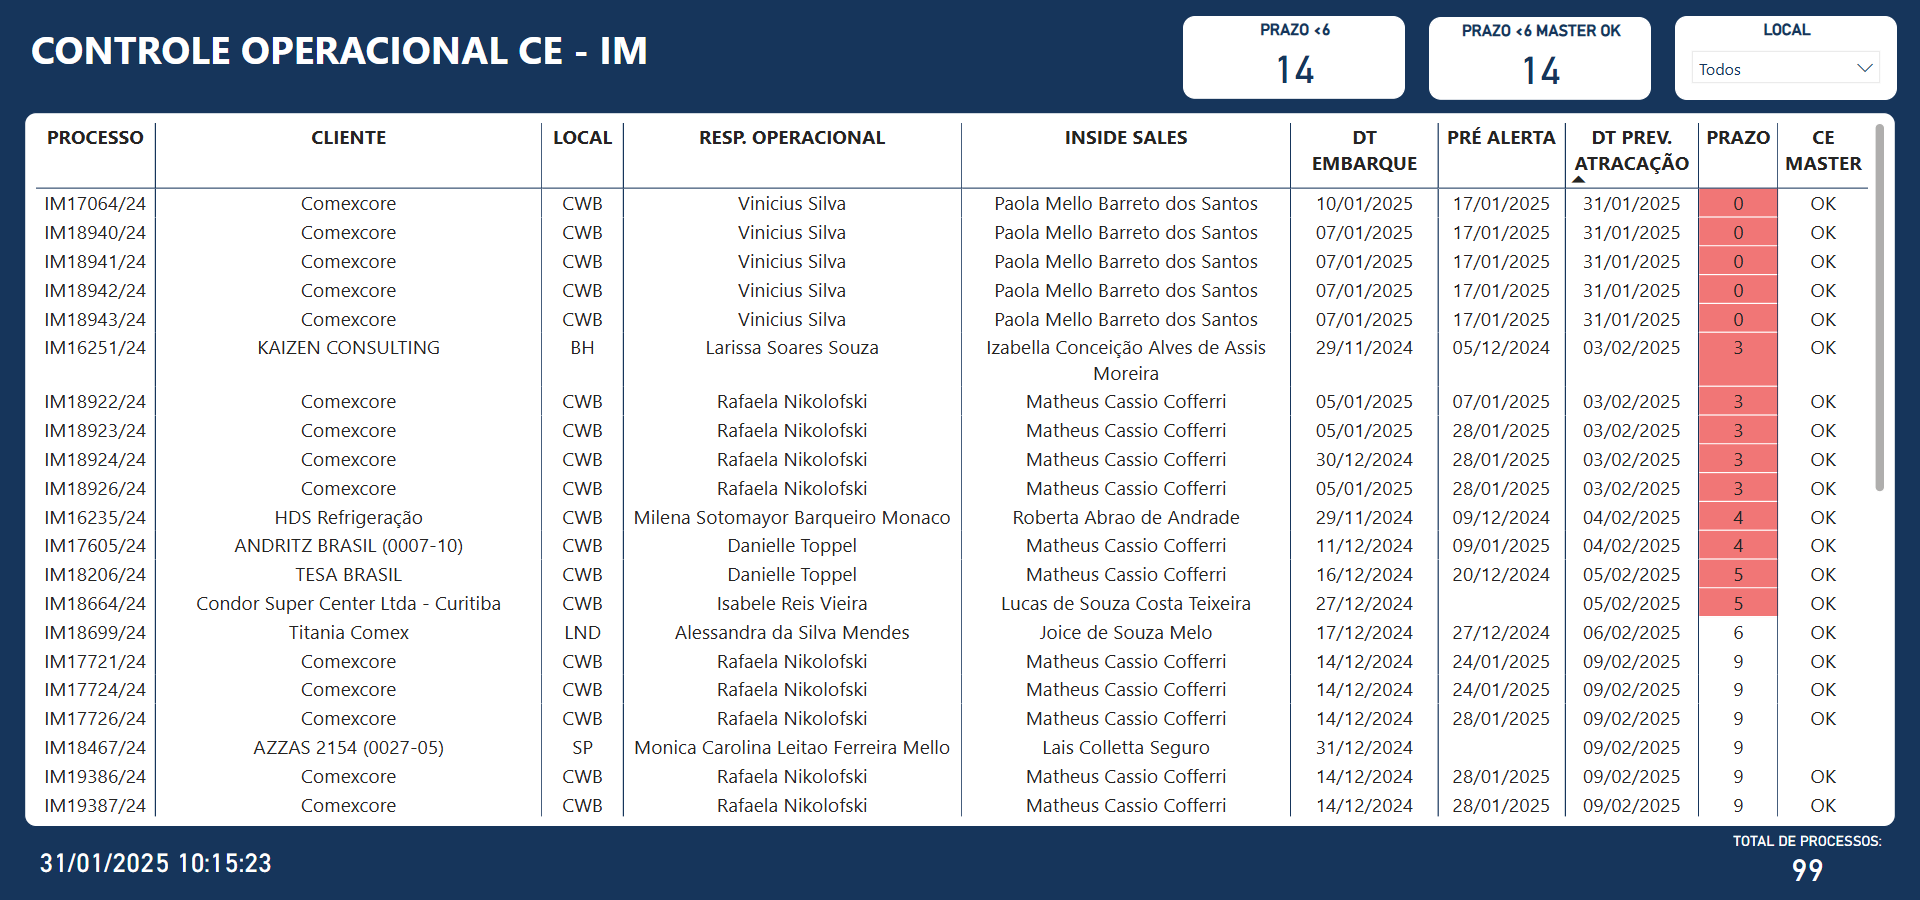 CONTROLE OPERACIONAL CE - IM
PRAZO <6
14
PRAZO <6 MASTER OK
14
LOCAL
Todos
PROCESSO CLIENTE LOCAL RESP. OPERACIONAL INSIDE SALES DT EMBARQUE PRÉ ALERTA DT PREV. ATRACAÇÃO PRAZO CE MASTER
IM17064/24 Comexcore CWB Vinicius Silva Paola Mello Barreto dos Santos 10/01/2025 17/01/2025 31/01/2025 0 OK
IM18940/24 Comexcore CWB Vinicius Silva Paola Mello Barreto dos Santos 07/01/2025 17/01/2025 31/01/2025 0 OK
IM18941/24 Comexcore CWB Vinicius Silva Paola Mello Barreto dos Santos 07/01/2025 17/01/2025 31/01/2025 0 OK
IM18942/24 Comexcore CWB Vinicius Silva Paola Mello Barreto dos Santos 07/01/2025 17/01/2025 31/01/2025 0 OK
IM18943/24 Comexcore CWB Vinicius Silva Paola Mello Barreto dos Santos 07/01/2025 17/01/2025 31/01/2025 0 OK
IM16251/24 KAIZEN CONSULTING BH Larissa Soares Souza Izabella Conceição Alves de Assis Moreira 29/11/2024 05/12/2024 03/02/2025 3 OK
IM18922/24 Comexcore CWB Rafaela Nikolofski Matheus Cassio Cofferri 05/01/2025 07/01/2025 03/02/2025 3 OK
IM18923/24 Comexcore CWB Rafaela Nikolofski Matheus Cassio Cofferri 05/01/2025 28/01/2025 03/02/2025 3 OK
IM18924/24 Comexcore CWB Rafaela Nikolofski Matheus Cassio Cofferri 30/12/2024 28/01/2025 03/02/2025 3 OK
IM18926/24 Comexcore CWB Rafaela Nikolofski Matheus Cassio Cofferri 05/01/2025 28/01/2025 03/02/2025 3 OK
IM16235/24 HDS Refrigeração CWB Milena Sotomayor Barqueiro Monaco Roberta Abrao de Andrade 29/11/2024 09/12/2024 04/02/2025 4 OK
IM17605/24 ANDRITZ BRASIL (0007-10) CWB Danielle Toppel Matheus Cassio Cofferri 11/12/2024 09/01/2025 04/02/2025 4 OK
IM18206/24 TESA BRASIL CWB Danielle Toppel Matheus Cassio Cofferri 16/12/2024 20/12/2024 05/02/2025 5 OK
IM18664/24 Condor Super Center Ltda - Curitiba CWB Isabele Reis Vieira Lucas de Souza Costa Teixeira 27/12/2024 05/02/2025 5 OK
IM18699/24 Titania Comex LND Alessandra da Silva Mendes Joice de Souza Melo 17/12/2024 27/12/2024 06/02/2025 6 OK
IM17721/24 Comexcore CWB Rafaela Nikolofski Matheus Cassio Cofferri 14/12/2024 24/01/2025 09/02/2025 9 OK
IM17724/24 Comexcore CWB Rafaela Nikolofski Matheus Cassio Cofferri 14/12/2024 24/01/2025 09/02/2025 9 OK
IM17726/24 Comexcore CWB Rafaela Nikolofski Matheus Cassio Cofferri 14/12/2024 28/01/2025 09/02/2025 9 OK
IM18467/24 AZZAS 2154 (0027-05) SP Monica Carolina Leitao Ferreira Mello Lais Colletta Seguro 31/12/2024 09/02/2025 9
IM19386/24 Comexcore CWB Rafaela Nikolofski Matheus Cassio Cofferri 14/12/2024 28/01/2025 09/02/2025 9 OK
IM19387/24 Comexcore CWB Rafaela Nikolofski Matheus Cassio Cofferri 14/12/2024 28/01/2025 09/02/2025 9 OK
31/01/2025 10:15:23
TOTAL DE PROCESSOS:
99